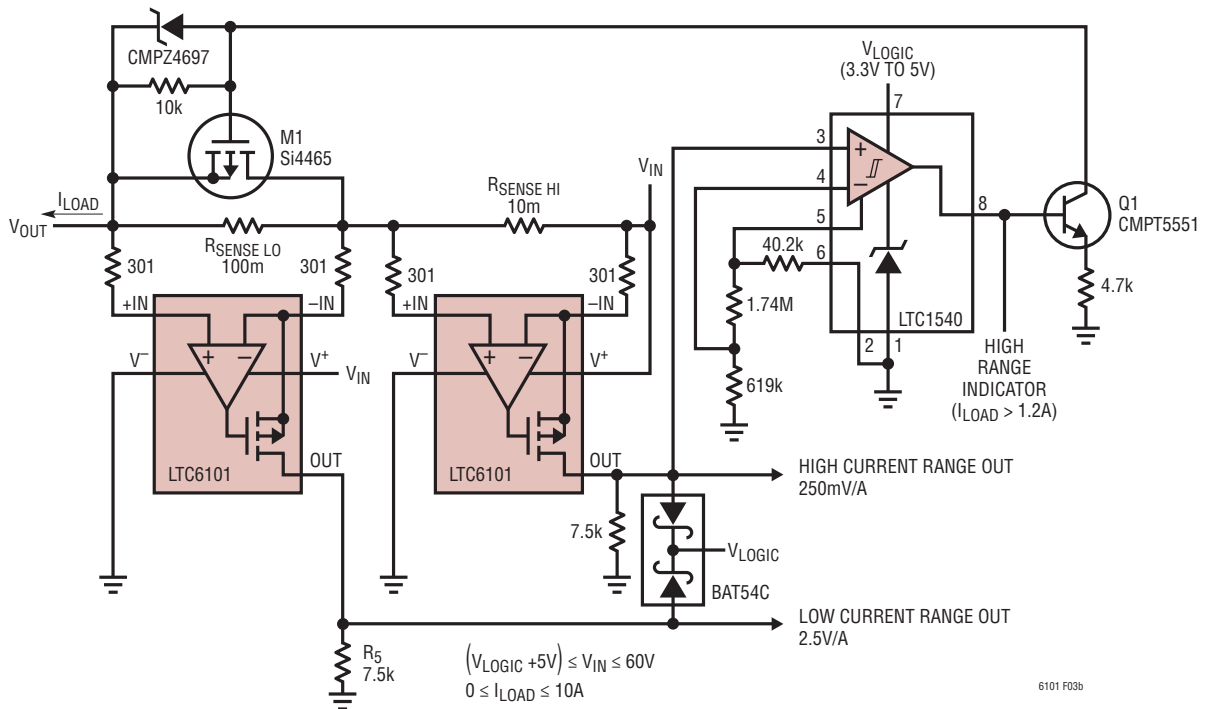 CMPZ4697
10k
M1
Si4465
VLOGIC
(3.3V TO 5V)
7
3
+
4
–
5
40.2k
6
8
Q1
CMPT5551
VIN
ILOAD
VOUT
RSENSE LO
100m
RSENSE HI
10m
301
301
301
301
1.74M
619k
LTC1540
2
1
4.7k
HIGH
RANGE
INDICATOR
(ILOAD > 1.2A)
+IN
–IN
+IN
–IN
V–
+ –
V+
VIN
V–
+ –
V+
LTC6101
OUT
LTC6101
OUT
HIGH CURRENT RANGE OUT
250mV/A
7.5k
VLOGIC
BAT54C
LOW CURRENT RANGE OUT
2.5V/A
R5
7.5k
(VLOGIC +5V) ≤ VIN ≤ 60V
0 ≤ ILOAD ≤ 10A
6101 F03b